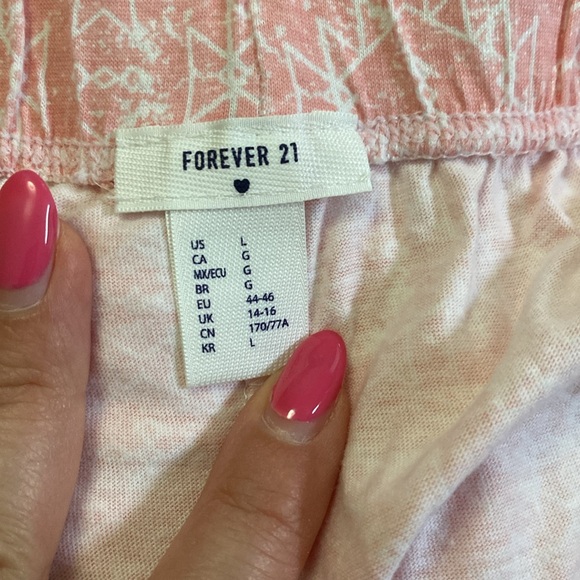 FOREVER 21
US L
CA G
MX/ECU G
BR G
EU 44-46
UK 14-16
CN 170/77A
KR L